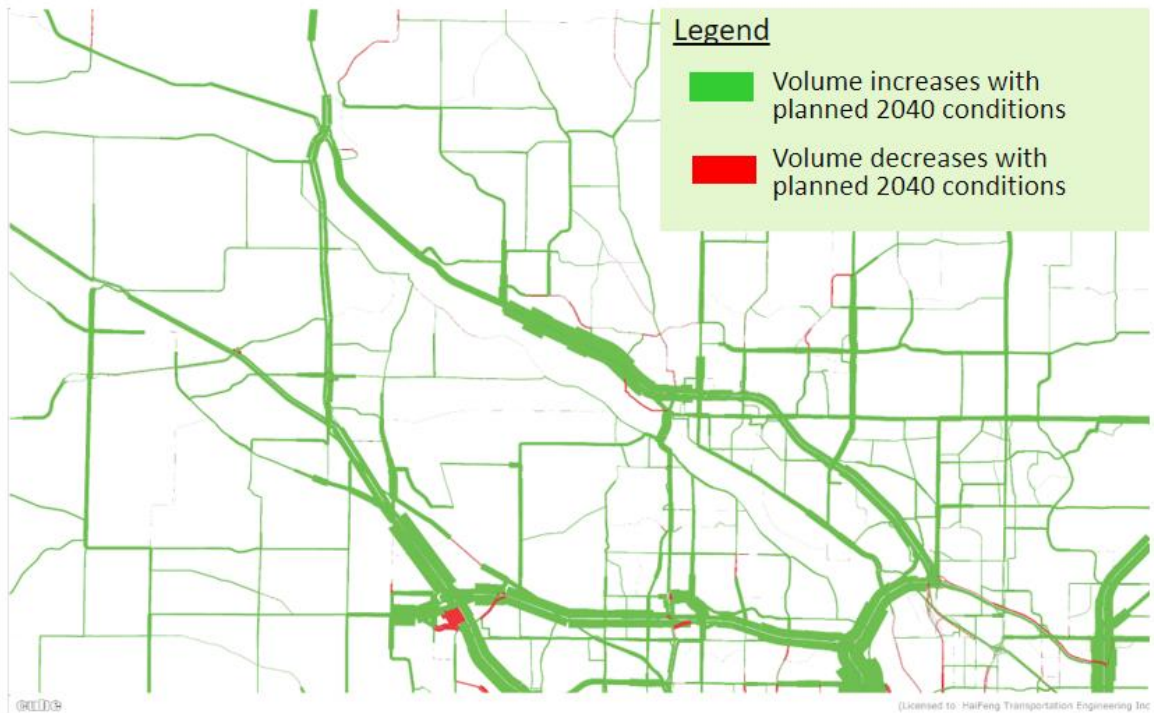 Legend
Volume increases with
planned 2040 conditions
Volume decreases with
planned 2040 conditions
cube
(Licensed to HaiFeng Transportation Engineering Inc